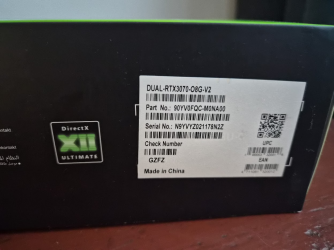 DUAL-RTX3070-O8G-V2
Part No.: 90YV0FQC-M0NA00
Serial No.: N9YVYZ021178N2Z
Check Number
GZFZ
Made in China
UPC
EAN
DirectX
XII
ULTIMATE